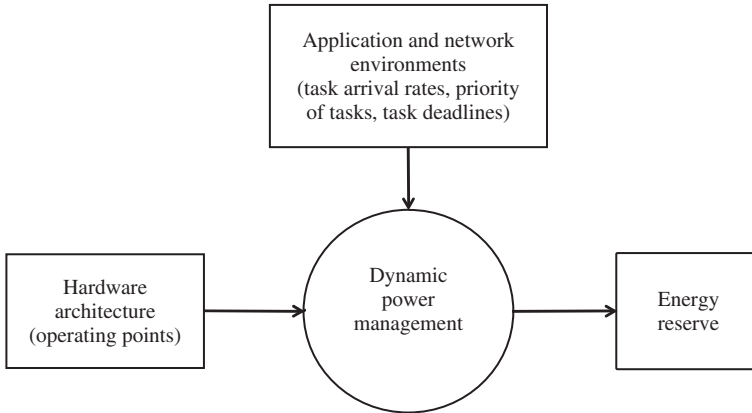 Application and network
environments
(task arrival rates, priority
of tasks, task deadlines)
Hardware
architecture
(operating points)
Dynamic
power
management
Energy
reserve